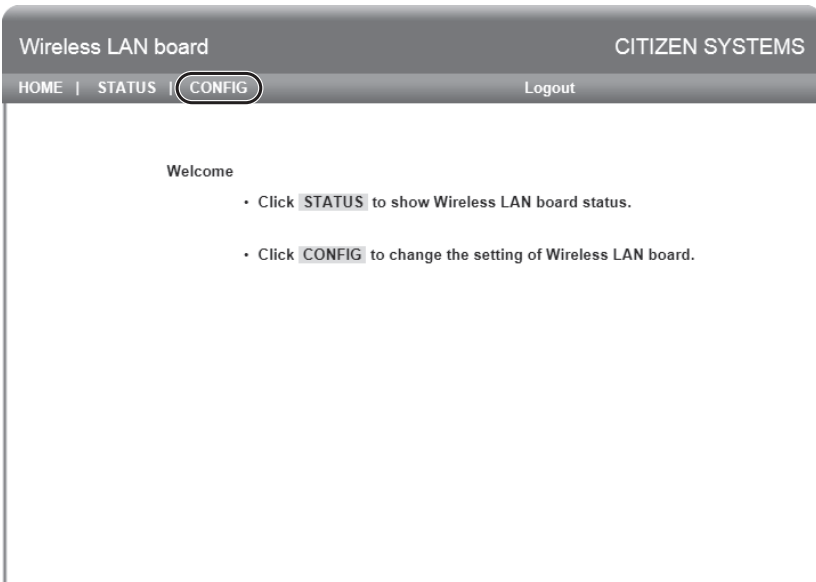 Wireless LAN board CITIZEN SYSTEMS
HOME | STATUS | CONFIG Logout
Welcome
・ Click STATUS to show Wireless LAN board status.
・ Click CONFIG to change the setting of Wireless LAN board.